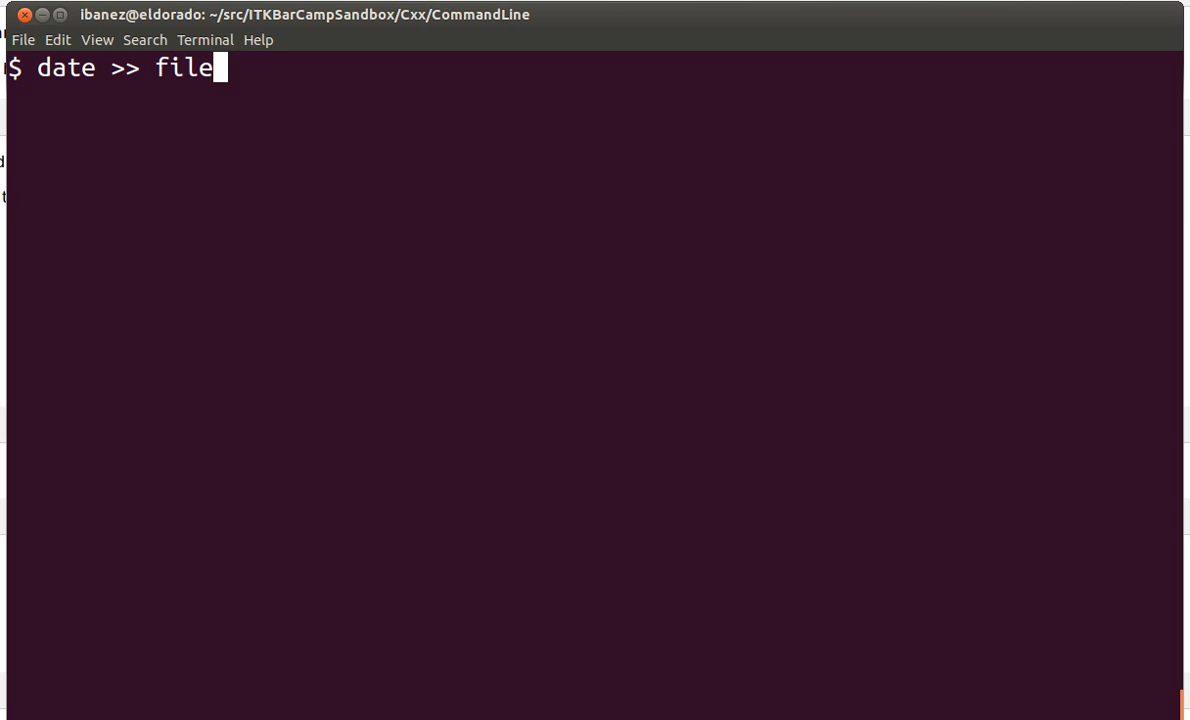 ibanez@eldorado: ~/src/ITKBarCampSandbox/Cxx/CommandLine
File Edit View Search Terminal Help
$ date >> file